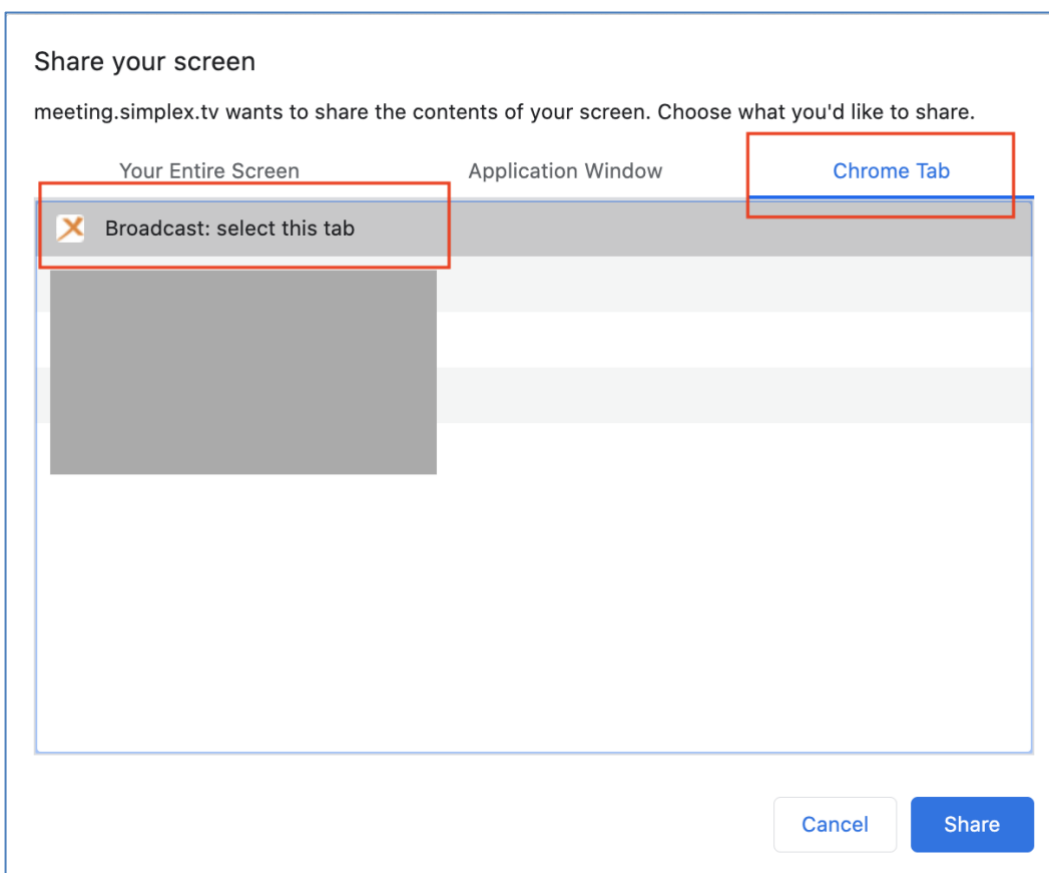 Share your screen
meeting.simplex.tv wants to share the contents of your screen. Choose what you'd like to share.
Your Entire Screen Application Window Chrome Tab
Broadcast: select this tab
Cancel Share